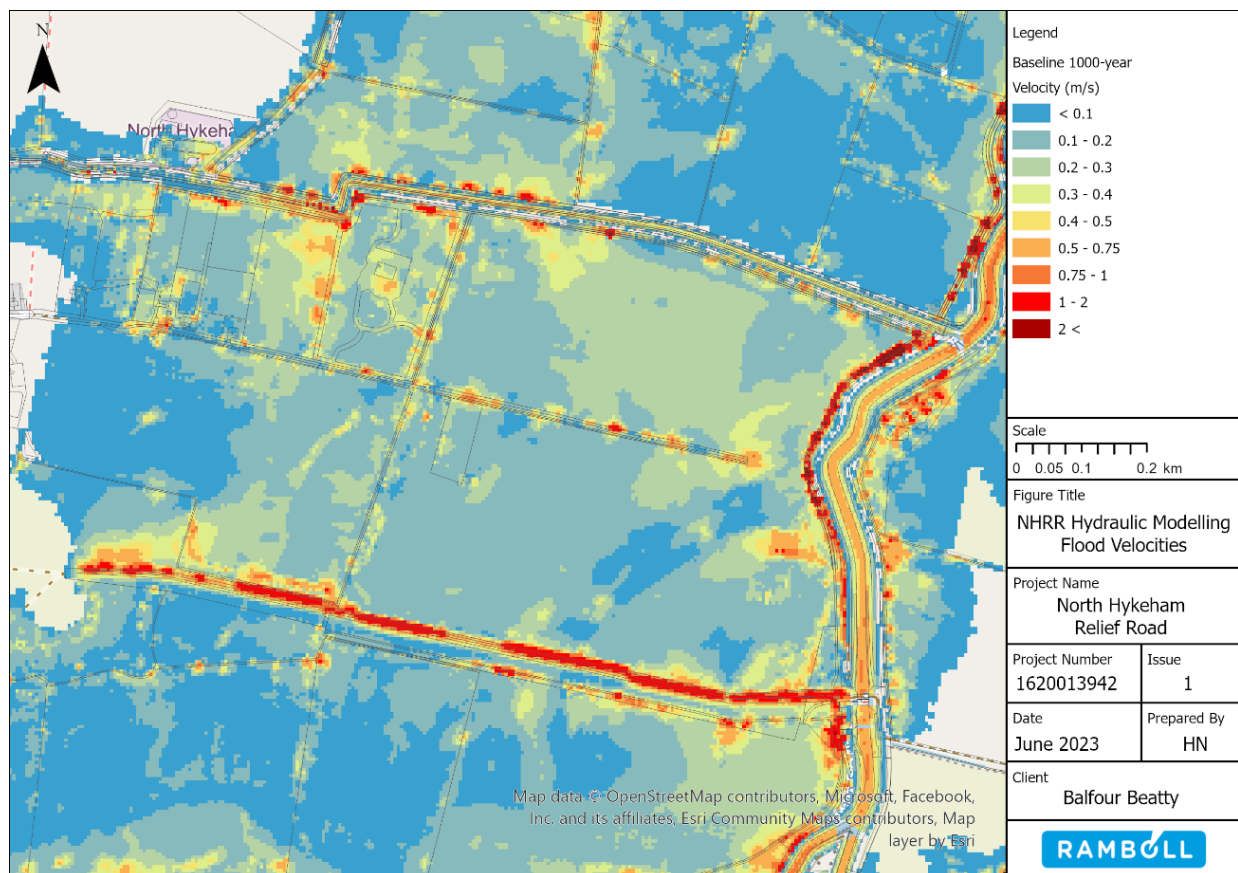 N
North Hykeha
Map data © OpenStreetMap contributors, Microsoft, Facebook,
Inc. and its affiliates, Esri Community Maps contributors, Map
layer by Esri
Legend
Baseline 1000-year
Velocity (m/s)
< 0.1
0.1 - 0.2
0.2 - 0.3
0.3 - 0.4
0.4 - 0.5
0.5 - 0.75
0.75 - 1
1 - 2
2 <
Scale
0 0.05 0.1 0.2 km
Figure Title
NHRR Hydraulic Modelling
Flood Velocities
Project Name
North Hykeham
Relief Road
Project Number
1620013942
Issue
1
Date
June 2023
Prepared By
HN
Client
Balfour Beatty
RAMBOLL